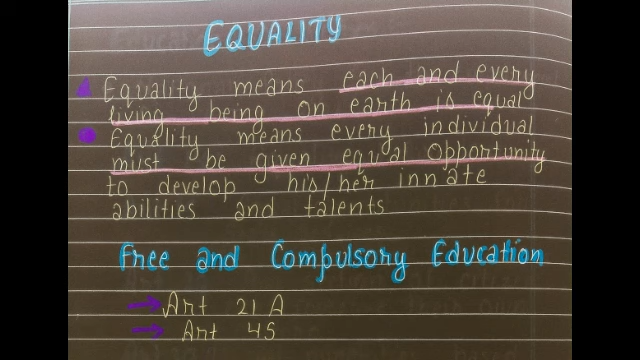 EQUALITY
Equality means each and every
living being on earth is equal
Equality means every individual
must be given equal opportunity
to develop his/her innate
abilities and talents
Free and Compulsory Education
→ Art 21 A
→ Art 45